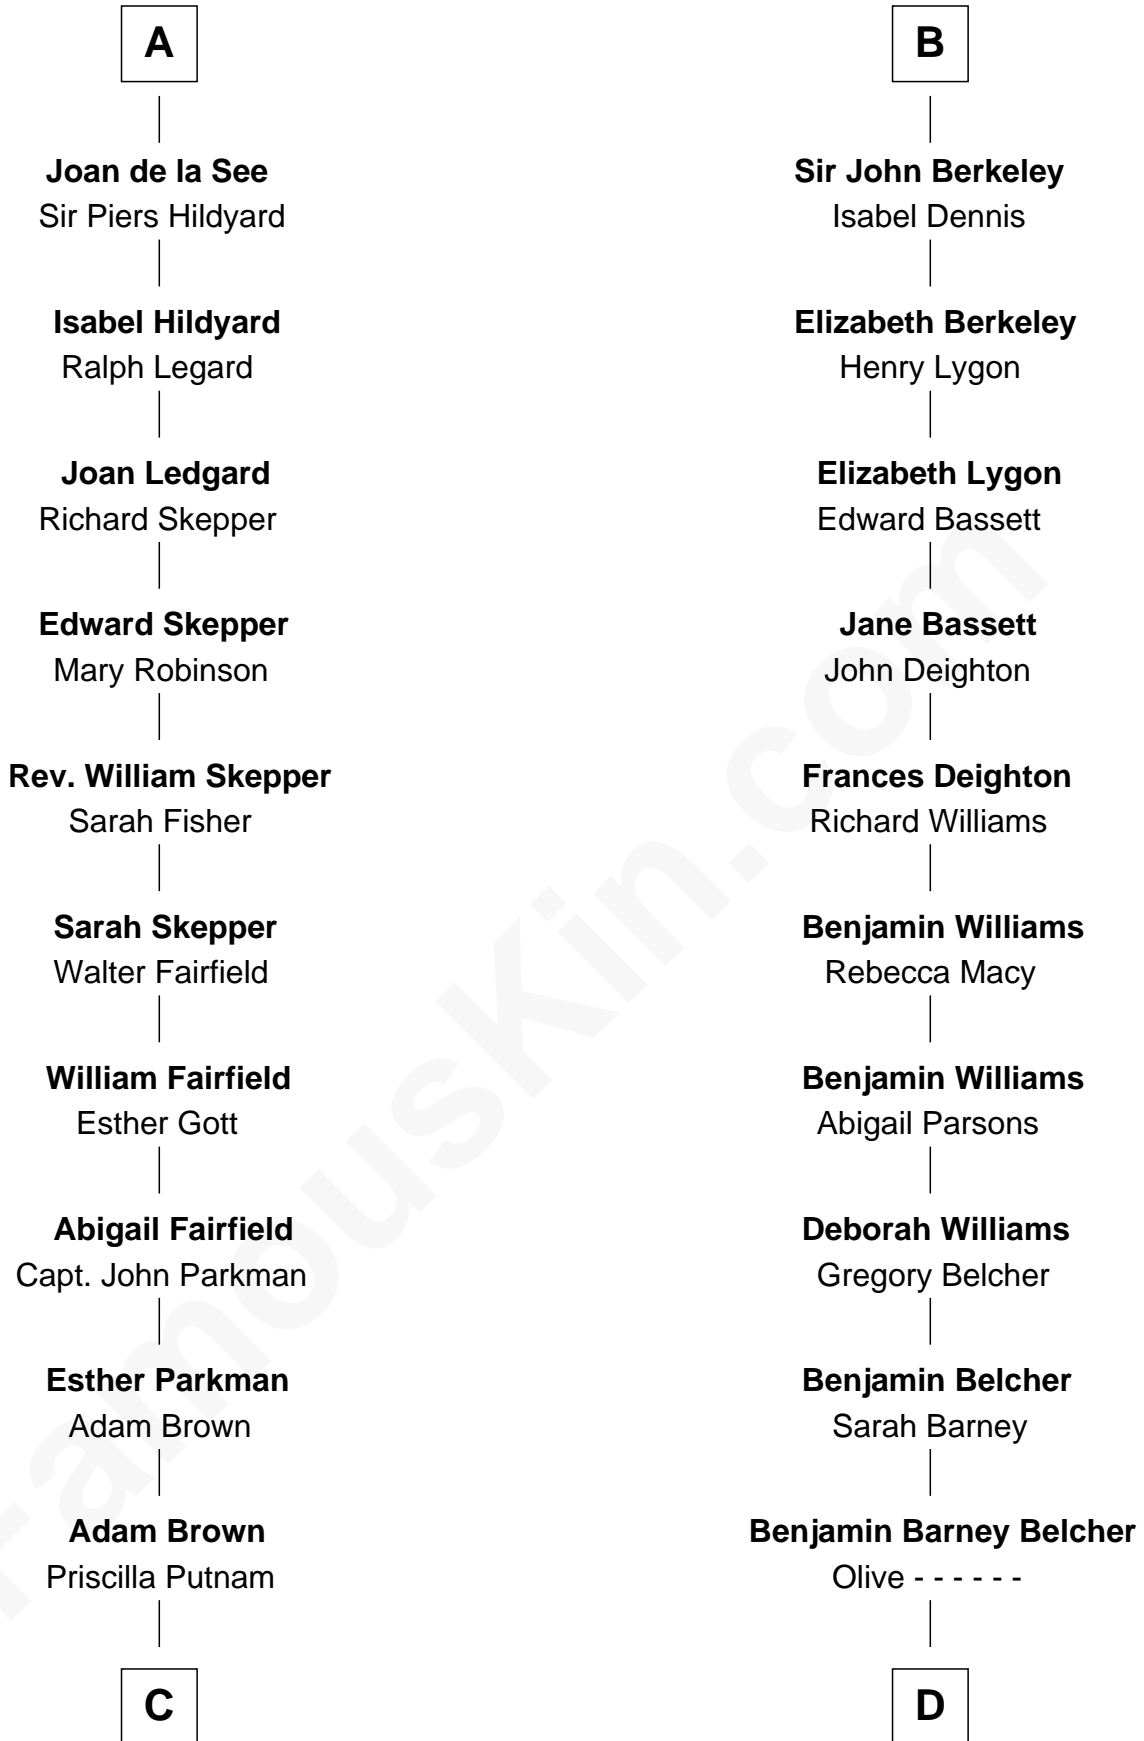 A
Joan de la See
Sir Piers Hildyard
Isabel Hildyard
Ralph Legard
Joan Ledgard
Richard Skepper
Edward Skepper
Mary Robinson
Rev. William Skepper
Sarah Fisher
Sarah Skepper
Walter Fairfield
William Fairfield
Esther Gott
Abigail Fairfield
Capt. John Parkman
Esther Parkman
Adam Brown
Adam Brown
Priscilla Putnam
C
B
Sir John Berkeley
Isabel Dennis
Elizabeth Berkeley
Henry Lygon
Elizabeth Lygon
Edward Bassett
Jane Bassett
John Deighton
Frances Deighton
Richard Williams
Benjamin Williams
Rebecca Macy
Benjamin Williams
Abigail Parsons
Deborah Williams
Gregory Belcher
Benjamin Belcher
Sarah Barney
Benjamin Barney Belcher
Olive - - - - - -
D
FamousKin.com